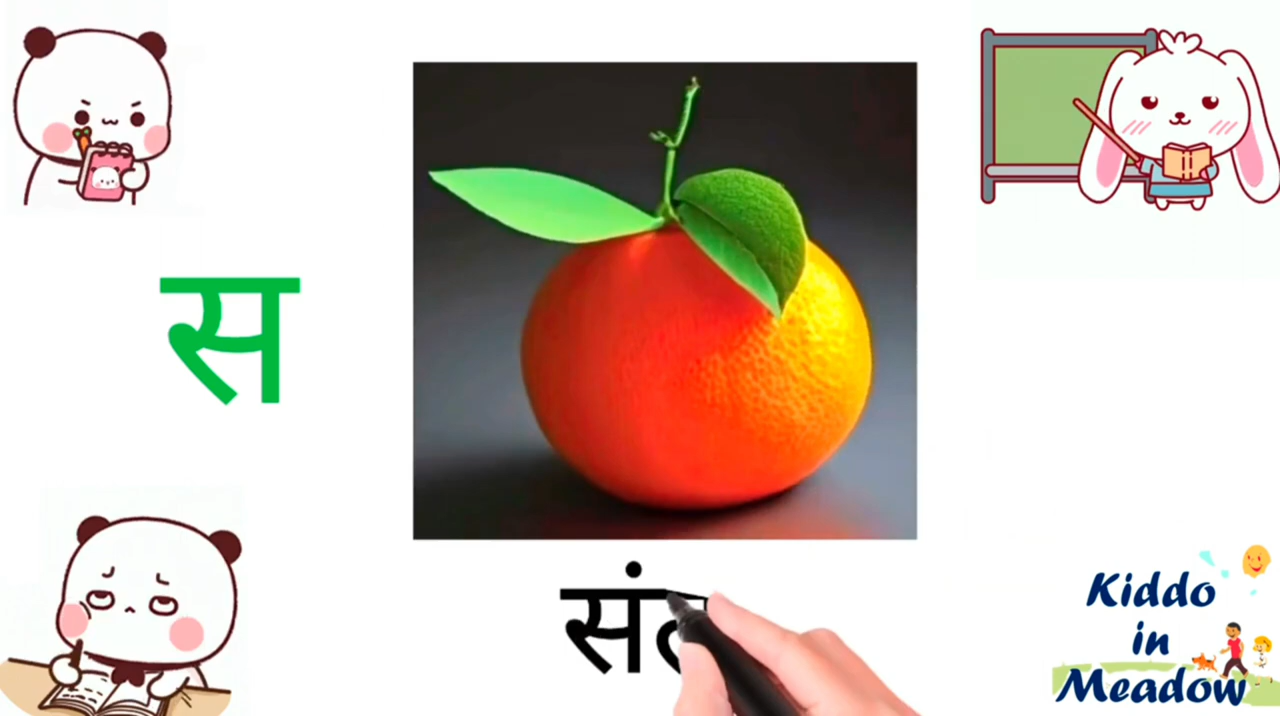 स
सं
Kiddo
in
Meadow